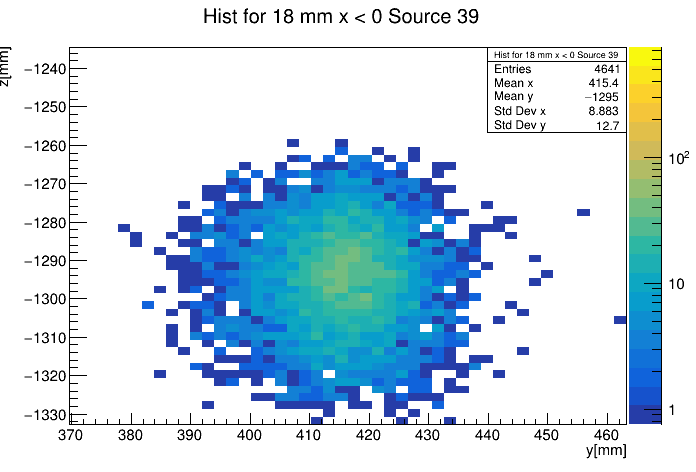 Hist for 18 mm x < 0 Source 39
z[mm]
Hist for 18 mm x < 0 Source 39
Entries 4641
Mean x 415.4
Mean y −1295
Std Dev x 8.883
Std Dev y 12.7
−1240
−1250
−1260
−1270
−1280
−1290
−1300
−1310
−1320
−1330
10²
10
1
370 380 390 400 410 420 430 440 450 460
y[mm]